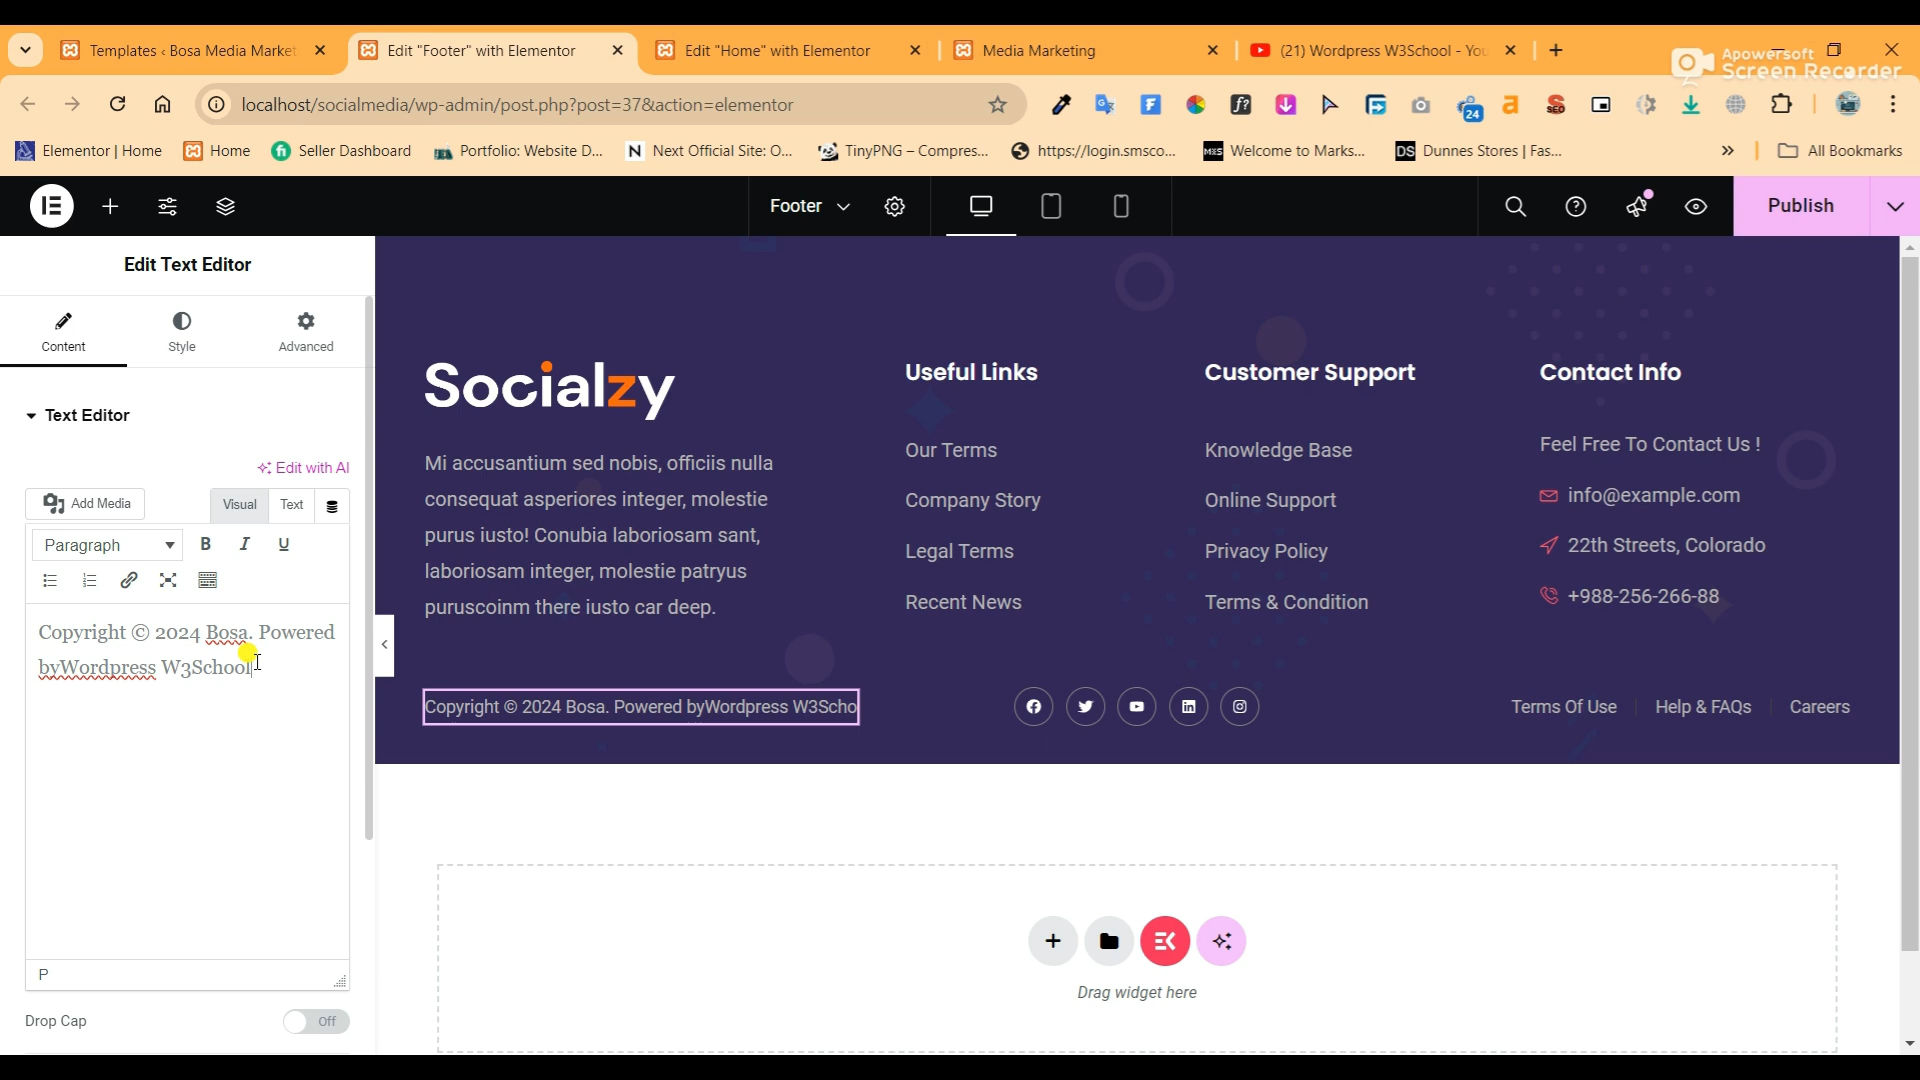 Templates ‹ Bosa Media Market
Edit "Footer" with Elementor
Edit "Home" with Elementor
Media Marketing
(21) Wordpress W3School - You
Apowersoft
Screen Recorder
localhost/socialmedia/wp-admin/post.php?post=37&action=elementor
24
SEO
Elementor | Home
Home
Seller Dashboard
Portfolio: Website D...
Next Official Site: O...
TinyPNG – Compres...
https://login.smsco...
M&S
Welcome to Marks...
DS
Dunnes Stores | Fas...
All Bookmarks
Footer
Publish
Edit Text Editor
Content
Style
Advanced
Text Editor
Edit with AI
Add Media
Visual
Text
Paragraph
B
I
U
Copyright © 2024 Bosa. Powered
byWordpress W3School
P
Drop Cap
Off
Socialzy
Mi accusantium sed nobis, officiis nulla
consequat asperiores integer, molestie
purus iusto! Conubia laboriosam sant,
laboriosam integer, molestie patryus
puruscoinm there iusto car deep.
Useful Links
Our Terms
Company Story
Legal Terms
Recent News
Customer Support
Knowledge Base
Online Support
Privacy Policy
Terms & Condition
Contact Info
Feel Free To Contact Us !
info@example.com
22th Streets, Colorado
+988-256-266-88
Copyright © 2024 Bosa. Powered byWordpress W3Scho
Terms Of Use
Help & FAQs
Careers
Drag widget here